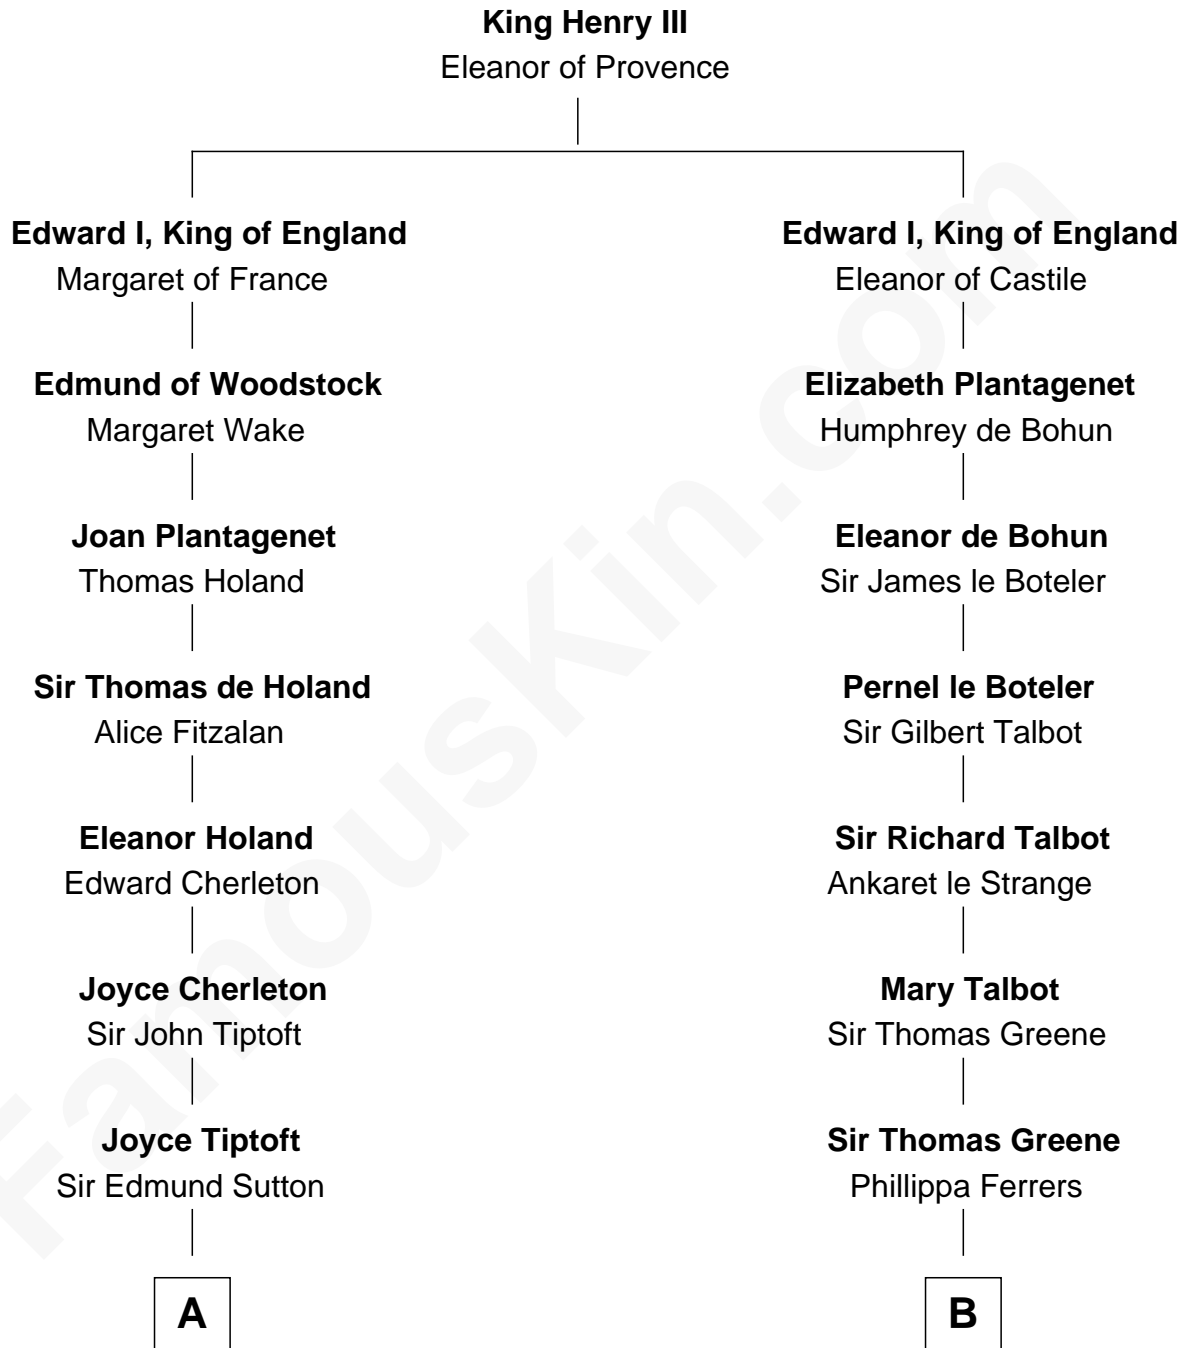 King Henry III
Eleanor of Provence
Edward I, King of England
Margaret of France
Edmund of Woodstock
Margaret Wake
Joan Plantagenet
Thomas Holand
Sir Thomas de Holand
Alice Fitzalan
Eleanor Holand
Edward Cherleton
Joyce Cherleton
Sir John Tiptoft
Joyce Tiptoft
Sir Edmund Sutton
A
Edward I, King of England
Eleanor of Castile
Elizabeth Plantagenet
Humphrey de Bohun
Eleanor de Bohun
Sir James le Boteler
Pernel le Boteler
Sir Gilbert Talbot
Sir Richard Talbot
Ankaret le Strange
Mary Talbot
Sir Thomas Greene
Sir Thomas Greene
Phillippa Ferrers
B
FamousKin.com